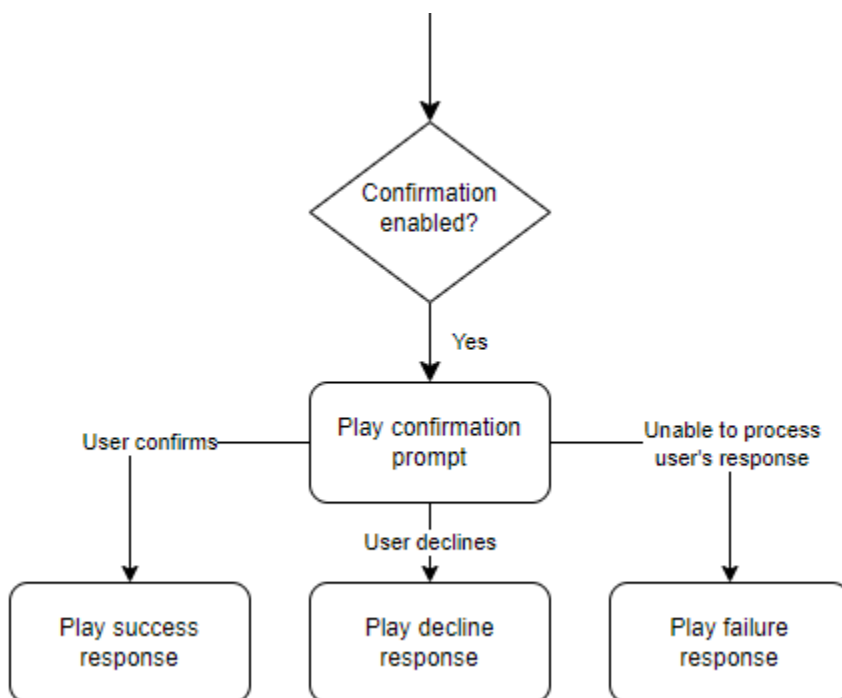 Confirmation
enabled?
Yes
Play confirmation
prompt
User confirms
Unable to process
user's response
User declines
Play success
response
Play decline
response
Play failure
response